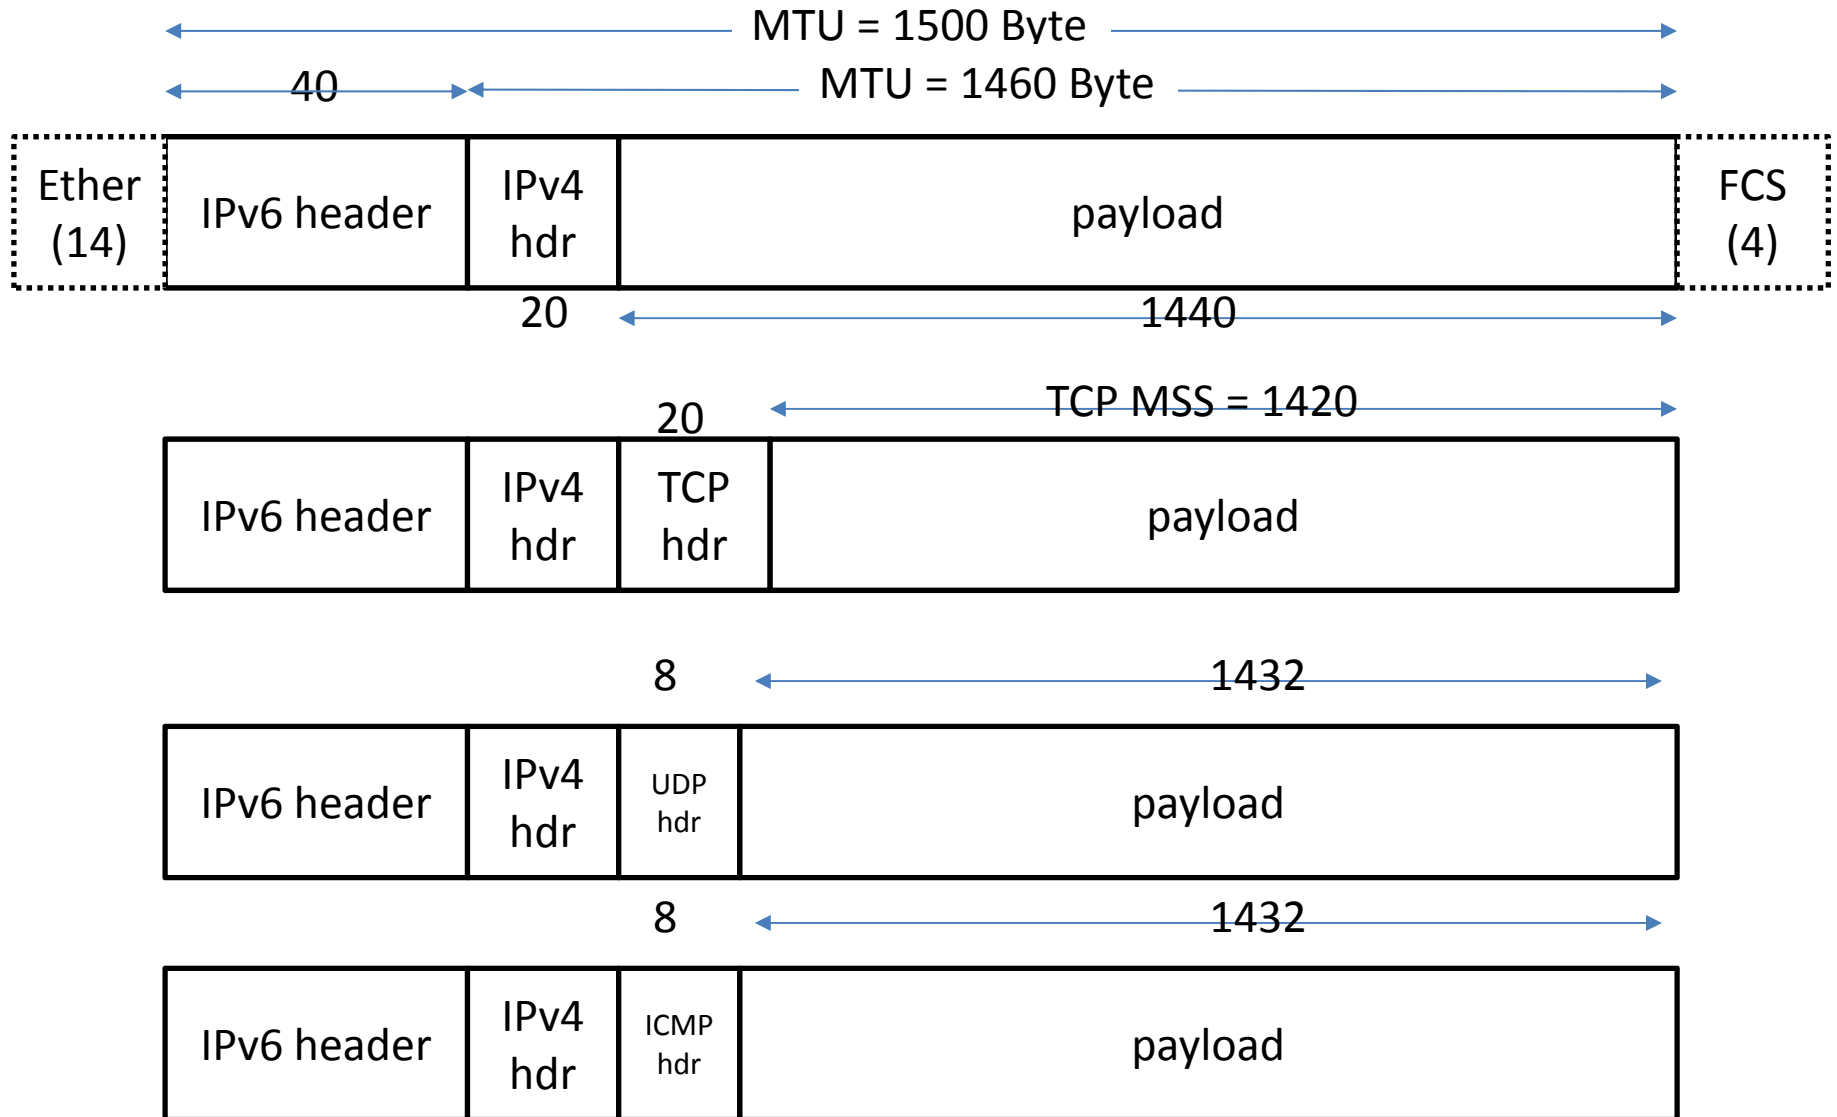 MTU = 1500 Byte
40
MTU = 1460 Byte
Ether
(14)
IPv6 header
IPv4
hdr
payload
FCS
(4)
20
1440
20
TCP MSS = 1420
IPv6 header
IPv4
hdr
TCP
hdr
payload
8
1432
IPv6 header
IPv4
hdr
UDP
hdr
payload
8
1432
IPv6 header
IPv4
hdr
ICMP
hdr
payload